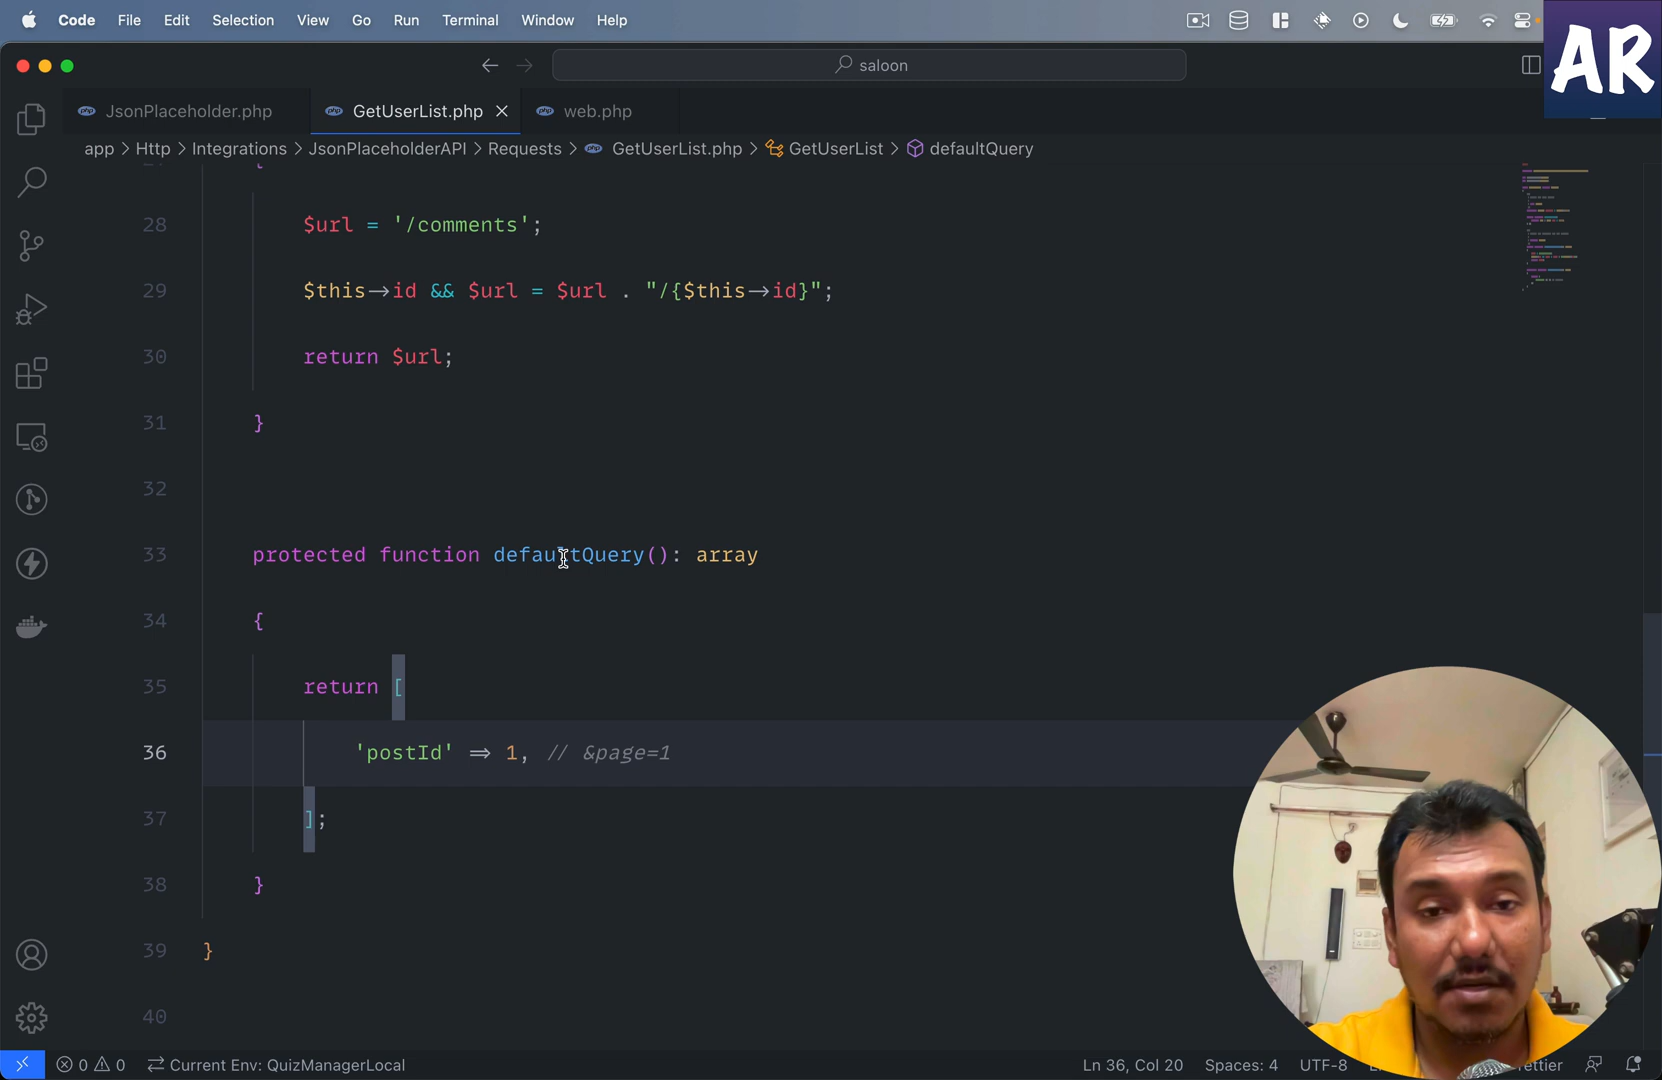 Code File Edit Selection View Go Run Terminal Window Help
AR
saloon
JsonPlaceholder.php GetUserList.php web.php
app > Http > Integrations > JsonPlaceholderAPI > Requests > GetUserList.php > GetUserList > defaultQuery
{
28 $url = '/comments';
29 $this->id && $url = $url . "/{$this->id}";
30 return $url;
31 }
32
33 protected function defaultQuery(): array
34 {
35 return [
36 'postId' => 1, // &page=1
37 ];
38 }
39 }
40
0 0 Current Env: QuizManagerLocal Ln 36, Col 20 Spaces: 4 UTF-8